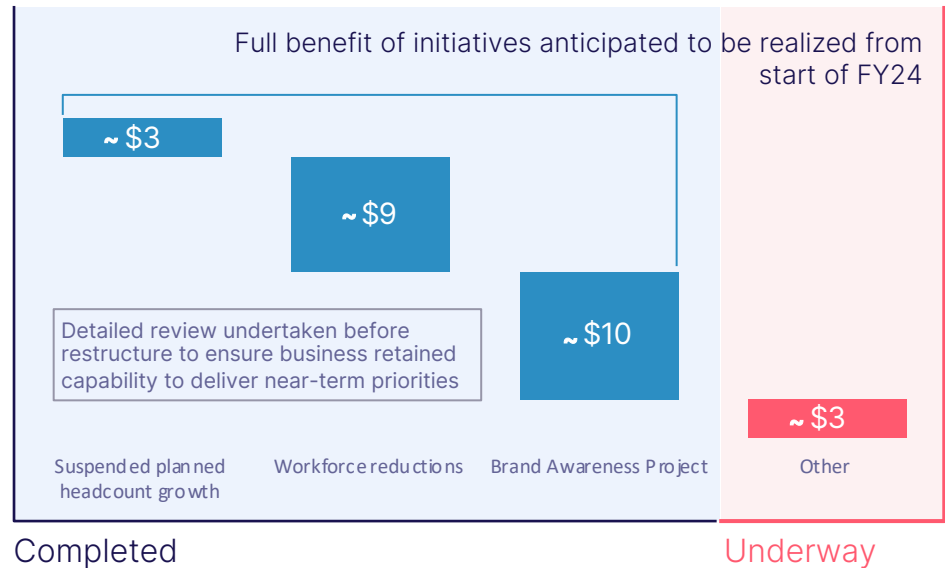 Full benefit of initiatives anticipated to be realized from
start of FY24
~$3
~$9
~$10
~$3
Detailed review undertaken before
restructure to ensure business retained
capability to deliver near-term priorities
Suspended planned
headcount growth
Workforce reductions
Brand Awareness Project
Other
Completed
Underway